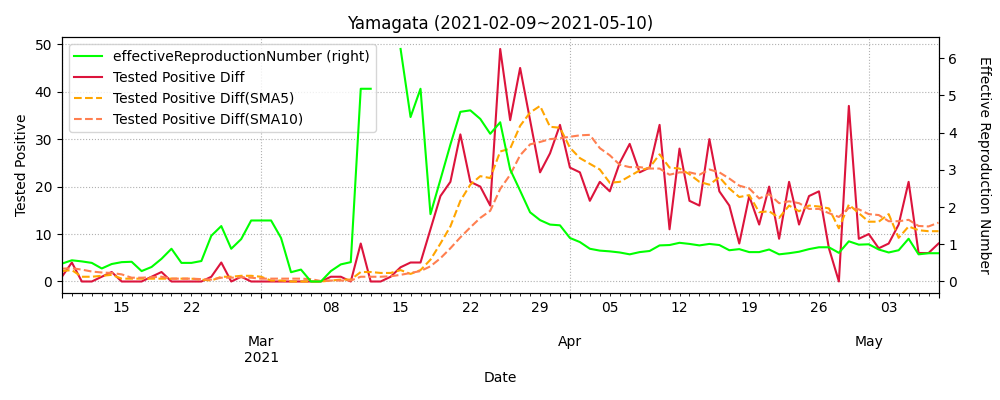 Yamagata (2021-02-09~2021-05-10)
effectiveReproductionNumber (right)
Tested Positive Diff
Tested Positive Diff(SMA5)
Tested Positive Diff(SMA10)
Tested Positive
50
40
30
20
10
0
Effective Reproduction Number
6
5
4
3
2
1
0
15 22 08 15 22 29 05 12 19 26 03
Mar Apr May
2021
Date